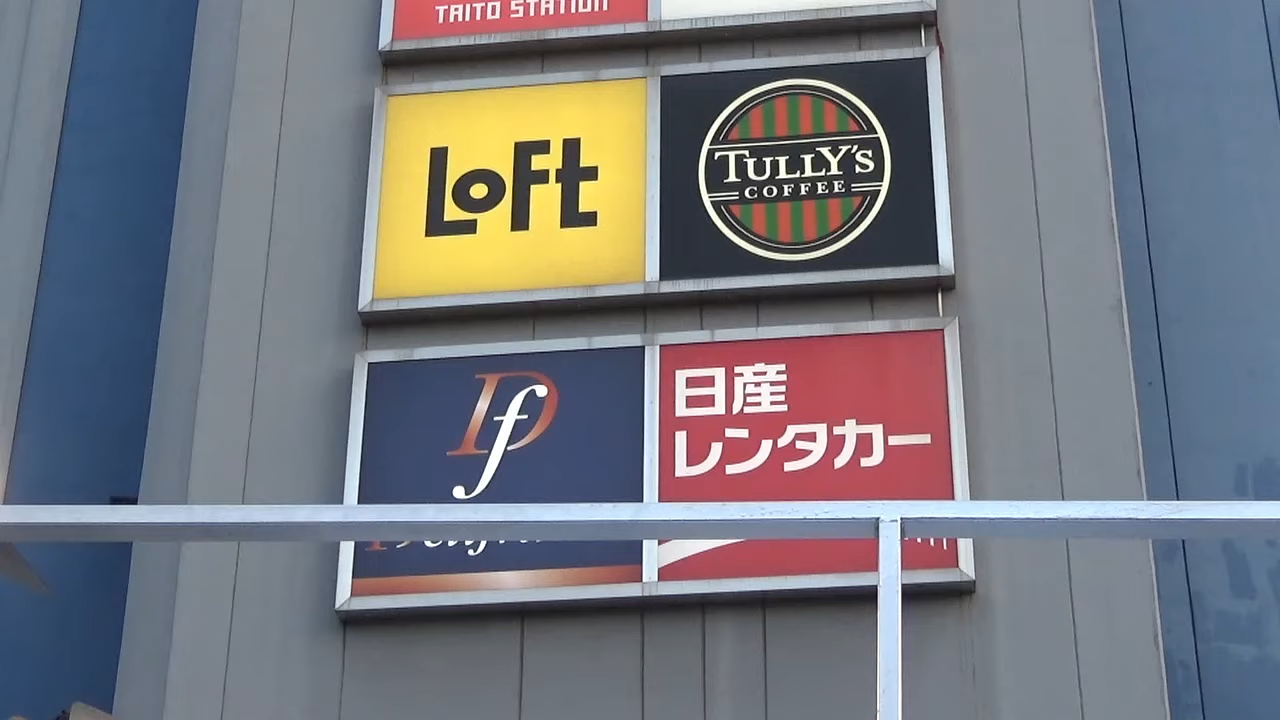 TAITO STATION
LOFT
TULLY'S
COFFEE
Df
日産
レンタカー